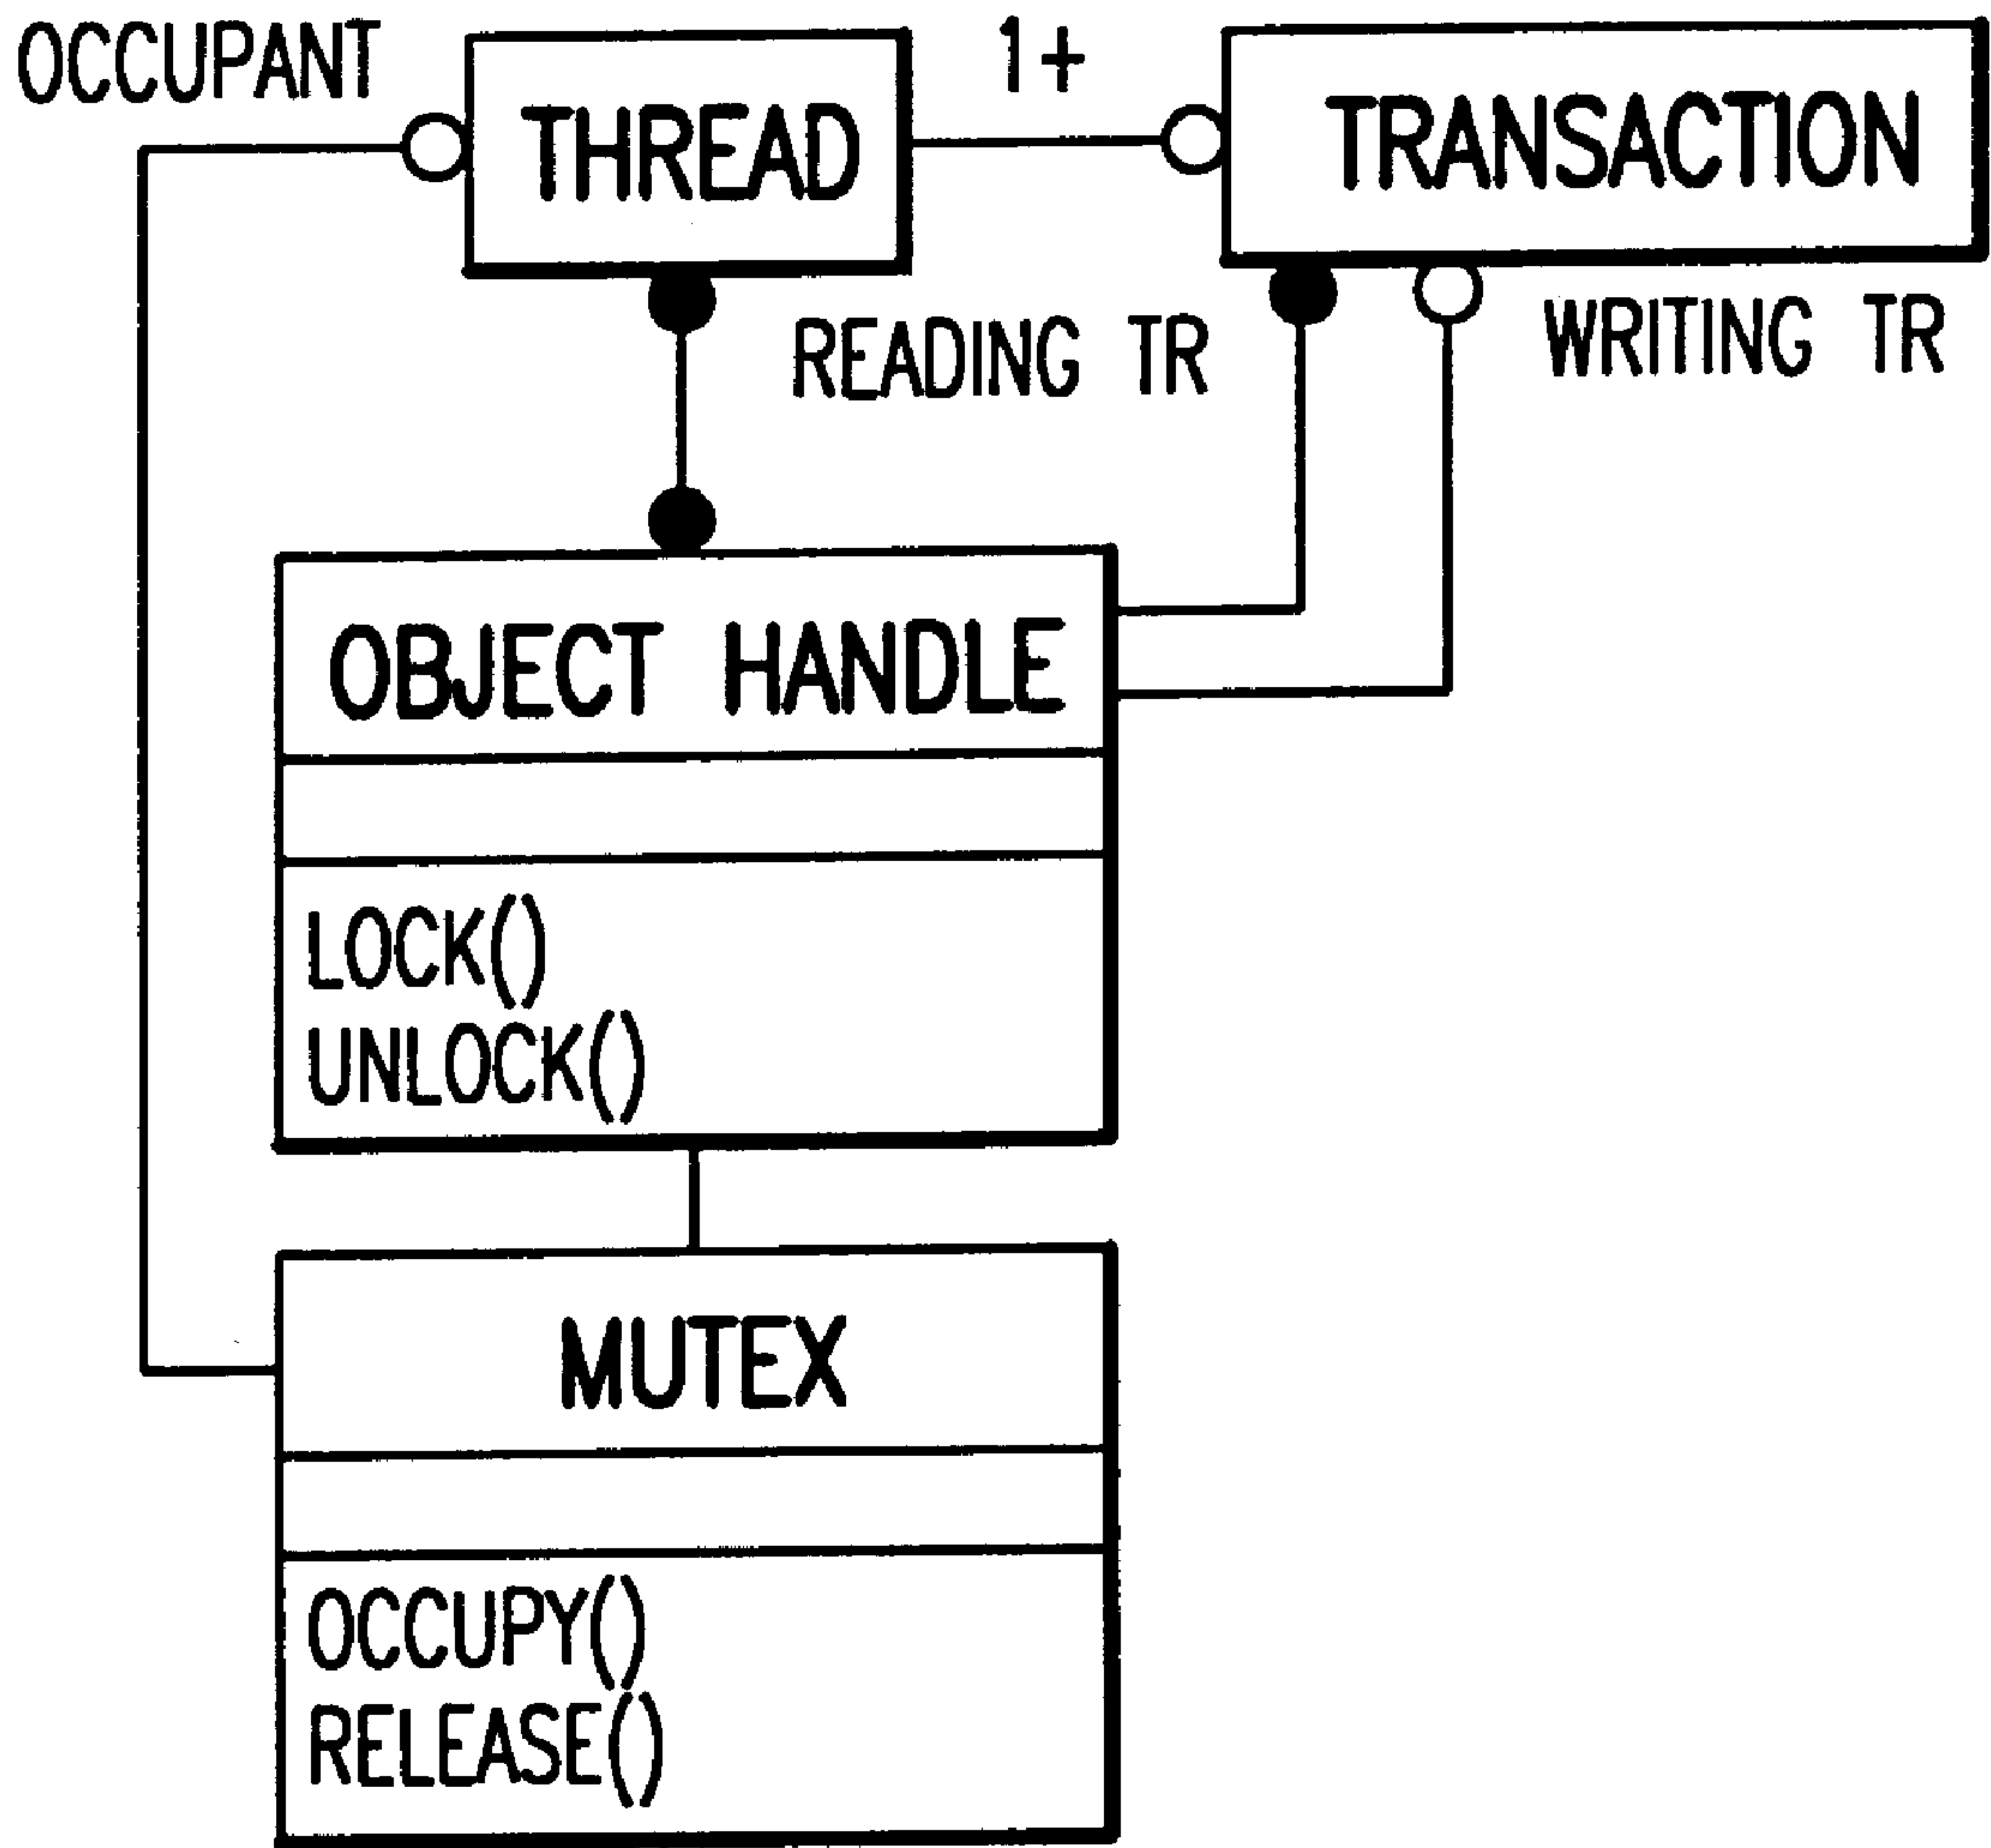 OCCUPANT
1+
THREAD
TRANSACTION
READING TR
WRITING TR
OBJECT HANDLE
LOCK()
UNLOCK()
MUTEX
OCCUPY()
RELEASE()